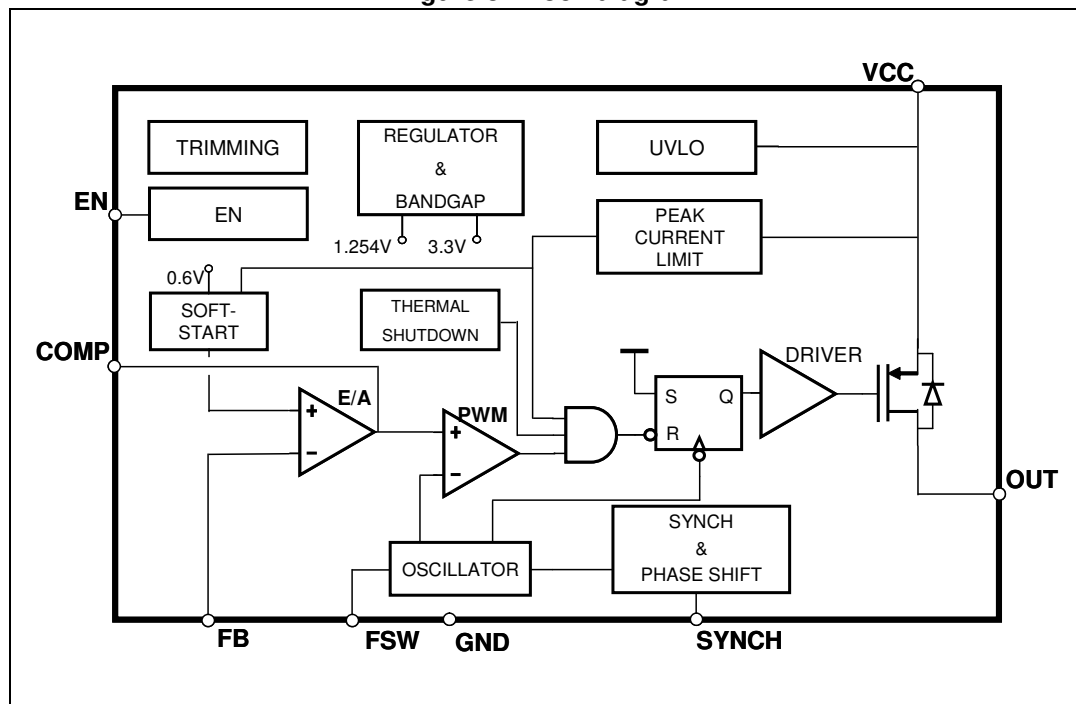 VCC
TRIMMING
REGULATOR
&
BANDGAP
UVLO
EN
EN
PEAK
CURRENT
LIMIT
1.254V
3.3V
0.6V
SOFT-
START
THERMAL
SHUTDOWN
COMP
DRIVER
E/A
+
-
PWM
+
-
S
Q
R
OUT
OSCILLATOR
SYNCH
&
PHASE SHIFT
FB
FSW
GND
SYNCH